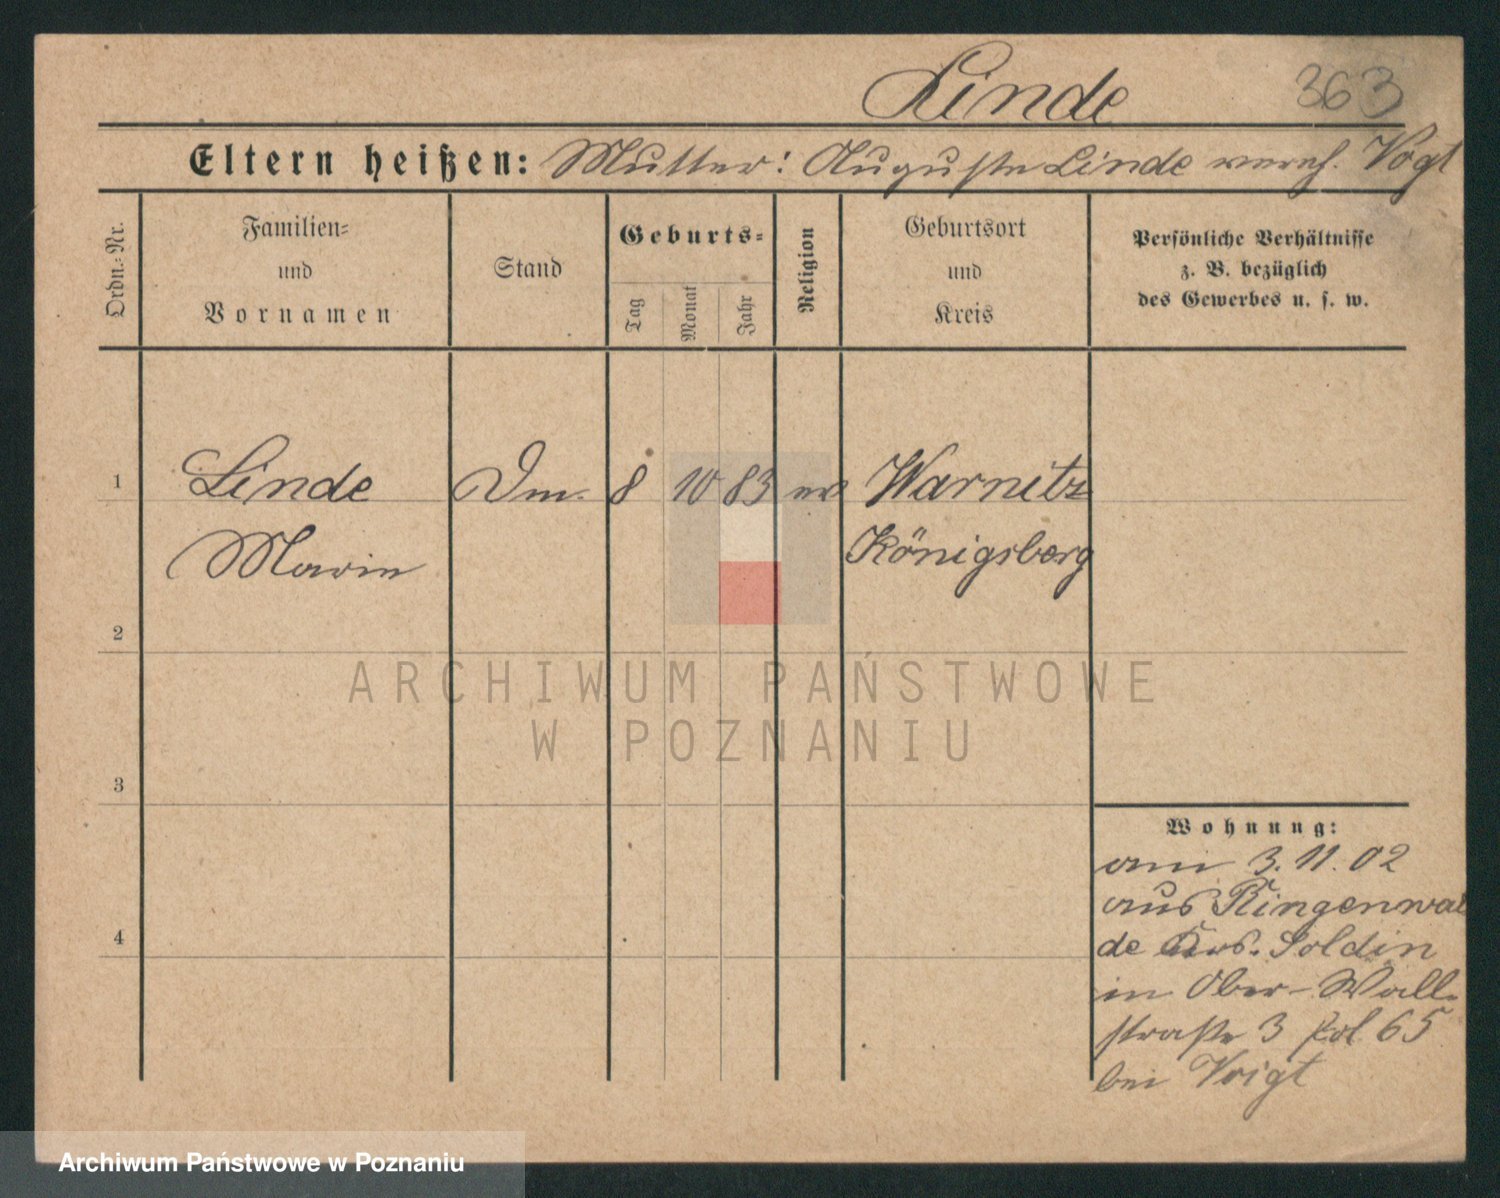 Linde 363
Eltern heißen: Mutter: Auguste Linde verch. Vogt
Ordn.-Nr.
Familien-
und
Vornamen
Stand
Geburts-
Tag
Monat
Jahr
Religion
Geburtsort
und
Kreis
Persönliche Verhältnisse
z. B. bezüglich
des Gewerbes u. s. w.
1 Linde 8 10 83 ev Warnitz
Marie Königsberg
2
3
4
ARCHIWUM PAŃSTWOWE
W POZNANIU
Wohnung:
am 3. 11. 02
aus Ringenwal
de Krs. Soldin
in Ober-Wall-
straße 3 Pol 65
bei Voigt
Archiwum Państwowe w Poznaniu